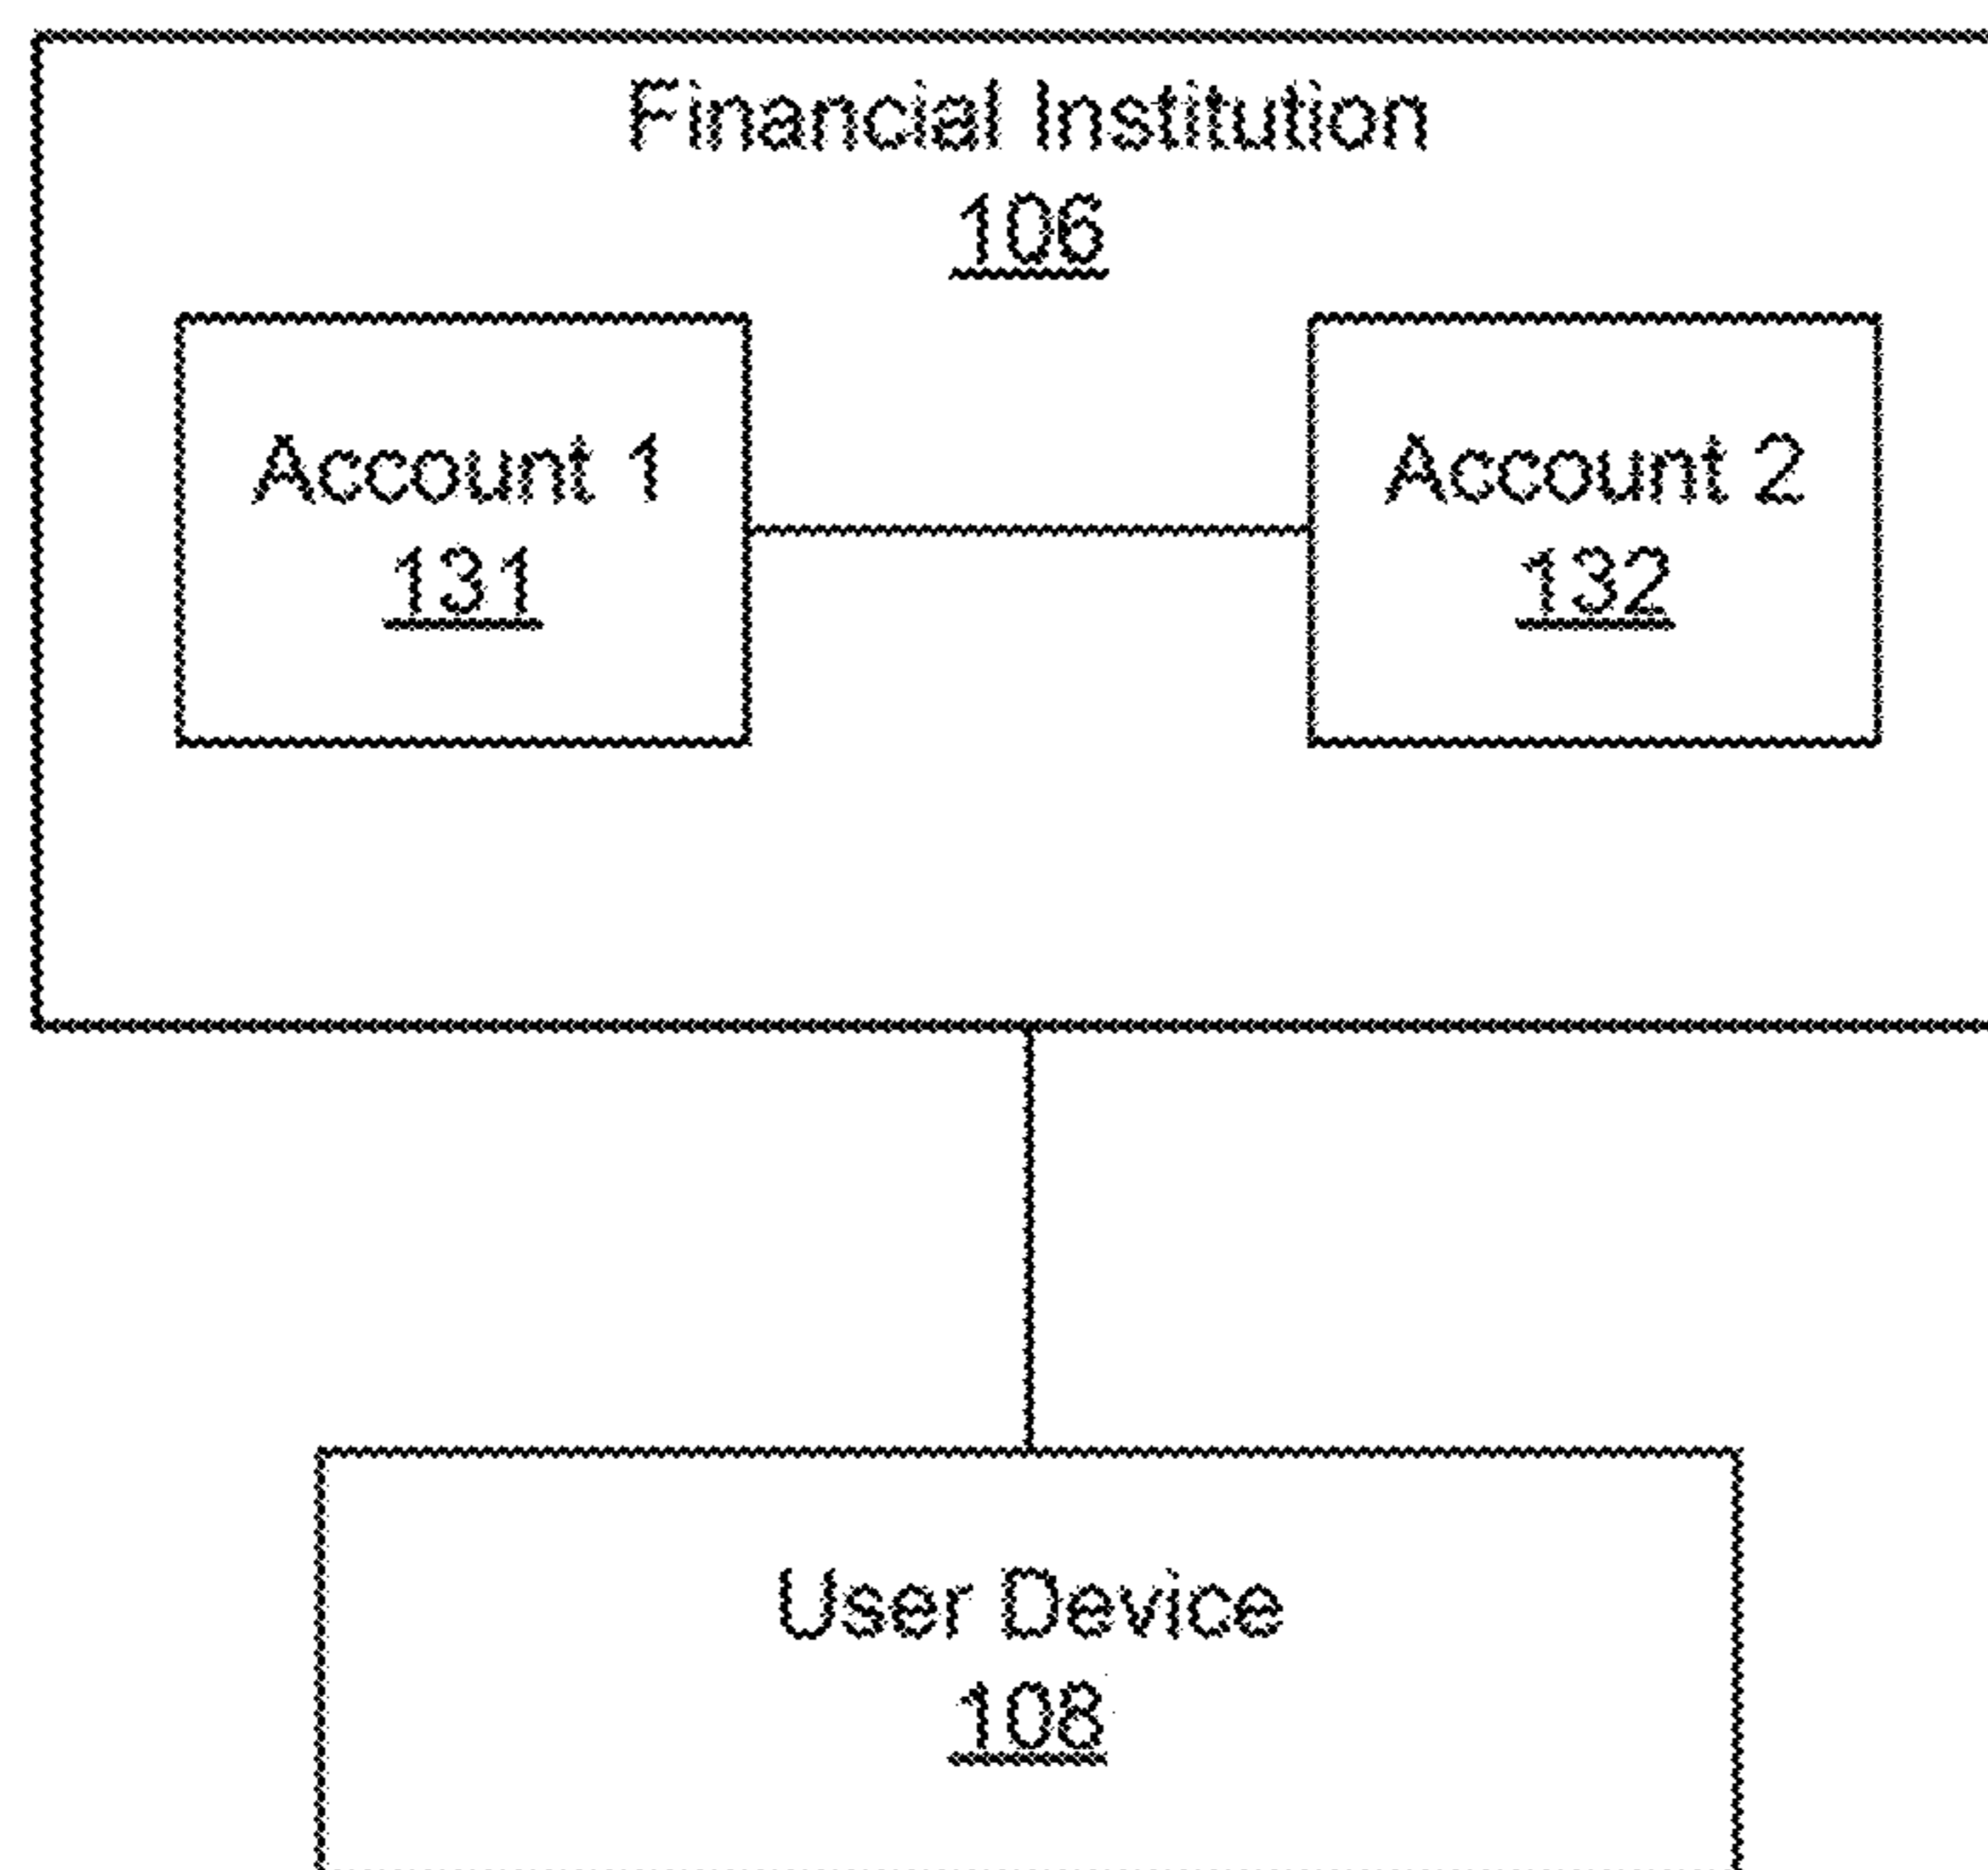 Financial Institution
106
Account 1
131
Account 2
132
User Device
108